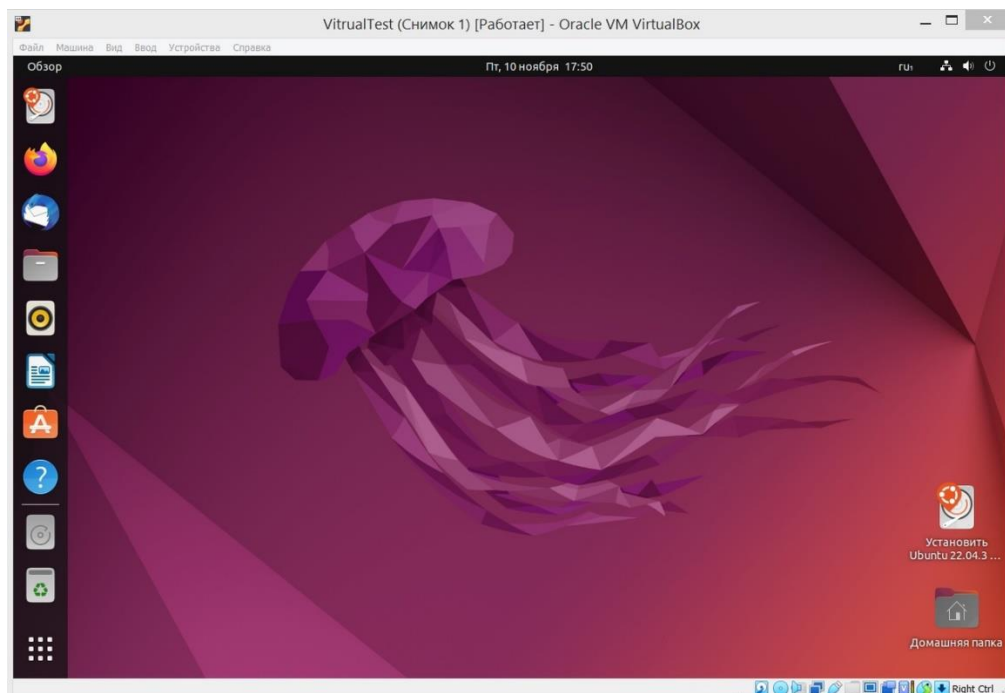 VitrualTest (Снимок 1) [Работает] - Oracle VM VirtualBox
Файл Машина Вид Ввод Устройства Справка
Обзор Пт, 10 ноября 17:50 ru₁
Установить
Ubuntu 22.04.3 ...
Домашняя папка
Right Ctrl